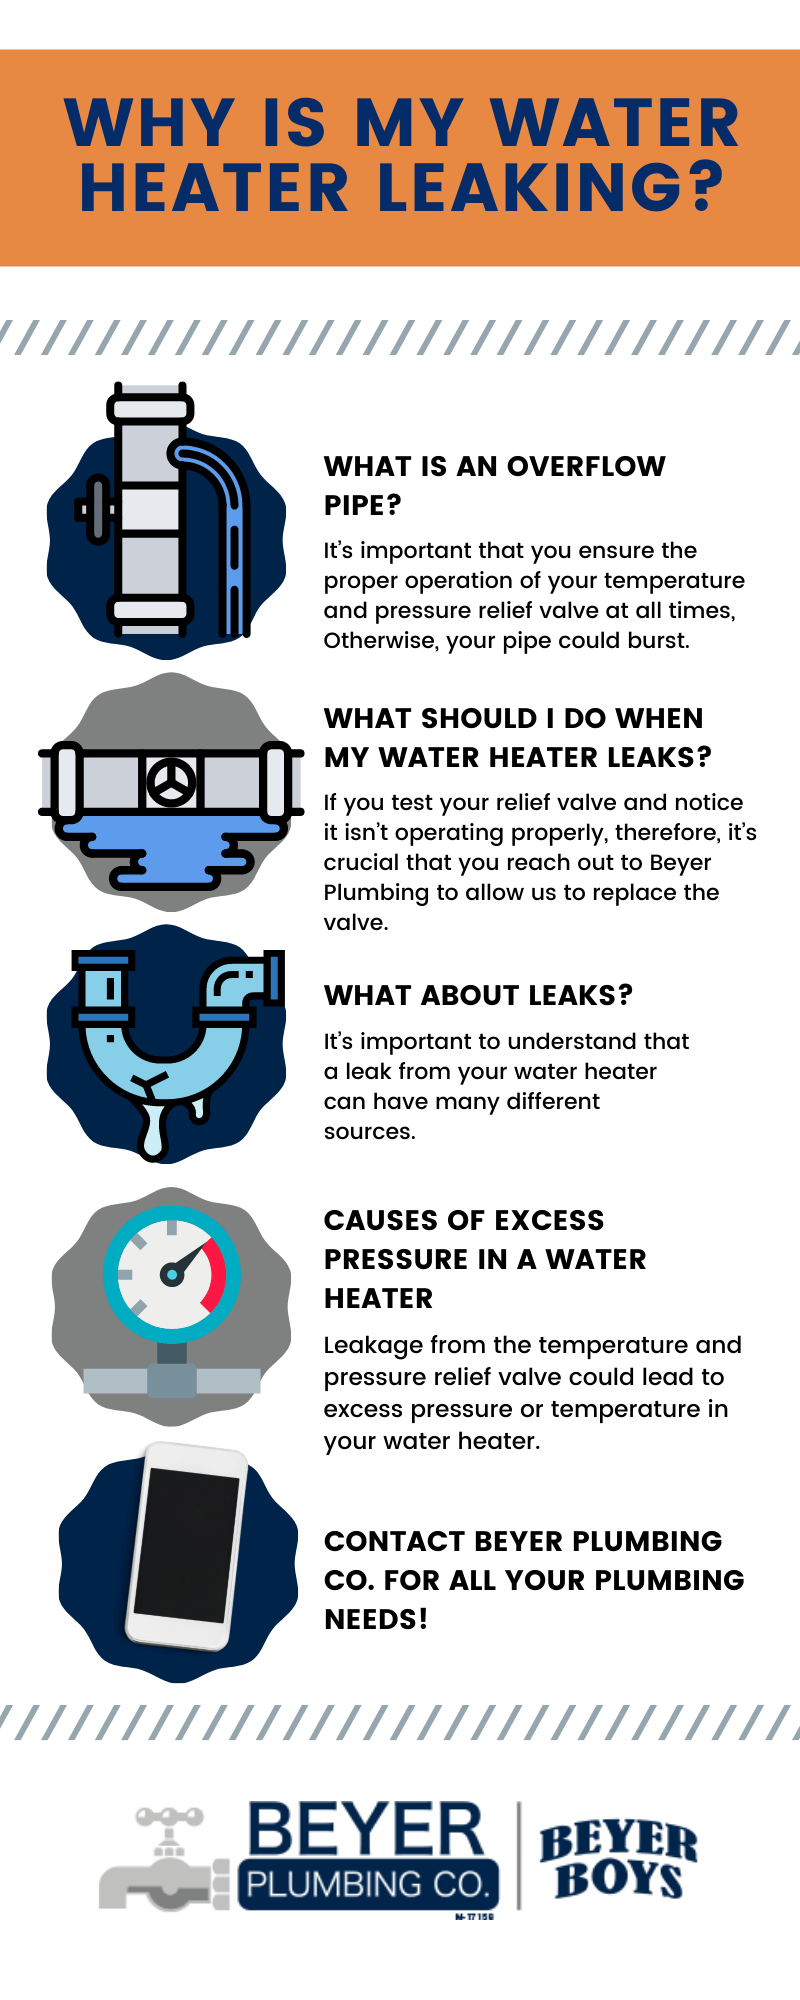 WHY IS MY WATER
HEATER LEAKING?
WHAT IS AN OVERFLOW
PIPE?
It's important that you ensure the
proper operation of your temperature
and pressure relief valve at all times,
Otherwise, your pipe could burst.
WHAT SHOULD I DO WHEN
MY WATER HEATER LEAKS?
If you test your relief valve and notice
it isn't operating properly, therefore, it's
crucial that you reach out to Beyer
Plumbing to allow us to replace the
valve.
WHAT ABOUT LEAKS?
It's important to understand that
a leak from your water heater
can have many different
sources.
CAUSES OF EXCESS
PRESSURE IN A WATER
HEATER
Leakage from the temperature and
pressure relief valve could lead to
excess pressure or temperature in
your water heater.
CONTACT BEYER PLUMBING
CO. FOR ALL YOUR PLUMBING
NEEDS!
BEYER
PLUMBING CO.
M-17158
BEYER
BOYS